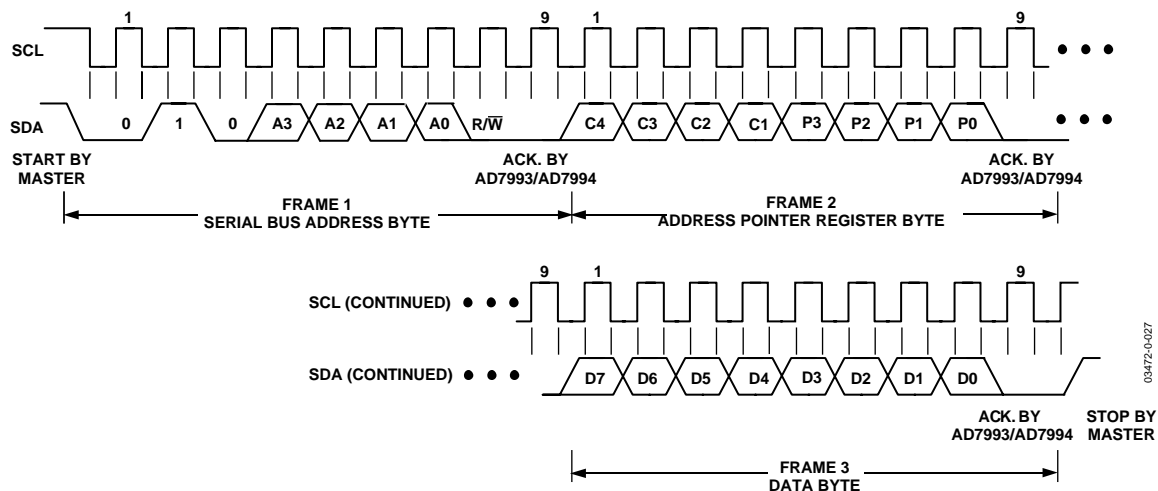 1 9 1 9
SCL
SDA 0 1 0 A3 A2 A1 A0 R/W̅ C4 C3 C2 C1 P3 P2 P1 P0
START BY
MASTER
ACK. BY
AD7993/AD7994
ACK. BY
AD7993/AD7994
FRAME 1
SERIAL BUS ADDRESS BYTE
FRAME 2
ADDRESS POINTER REGISTER BYTE
9 1 9
SCL (CONTINUED)
SDA (CONTINUED) D7 D6 D5 D4 D3 D2 D1 D0
ACK. BY
AD7993/AD7994
STOP BY
MASTER
FRAME 3
DATA BYTE
03472-0-027